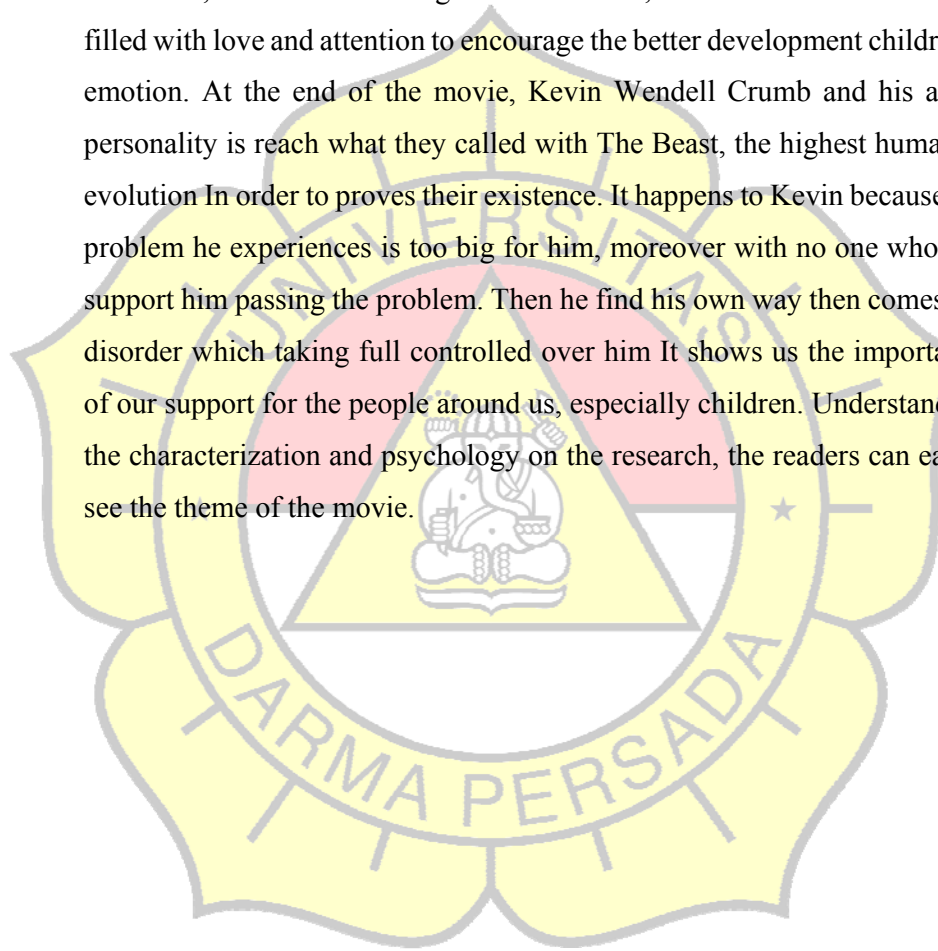 filled with love and attention to encourage the better development childr
emotion. At the end of the movie, Kevin Wendell Crumb and his a
personality is reach what they called with The Beast, the highest huma
evolution In order to proves their existence. It happens to Kevin because
problem he experiences is too big for him, moreover with no one who
support him passing the problem. Then he find his own way then comes
disorder which taking full controlled over him It shows us the importa
of our support for the people around us, especially children. Understand
the characterization and psychology on the research, the readers can ea
see the theme of the movie.
UNIVERSITAS
DARMA PERSADA